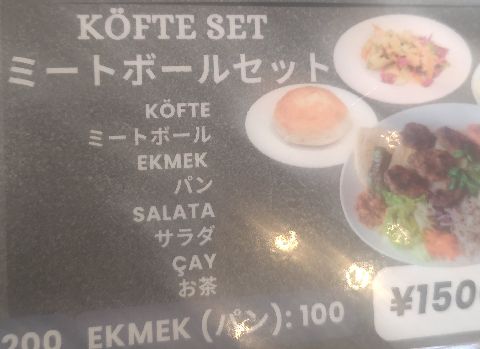 KÖFTE SET
ミートボールセット
KÖFTE
ミートボール
EKMEK
パン
SALATA
サラダ
ÇAY
お茶
200 EKMEK (パン): 100